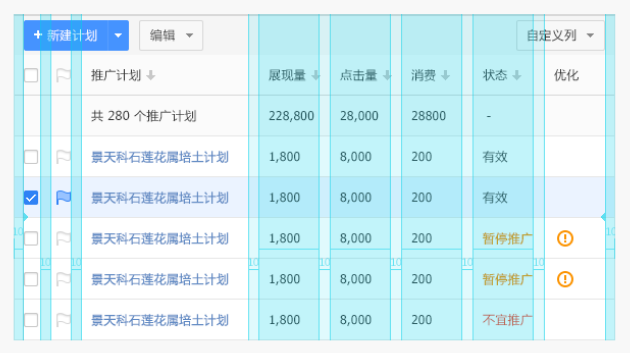 + 新建计划 编辑 自定义列
推广计划 展现量 点击量 消费 状态 优化
共 280 个推广计划 228,800 28,000 28800 -
景天科石莲花属培土计划 1,800 8,000 200 有效
景天科石莲花属培土计划 1,800 8,000 200 有效
10 10
景天科石莲花属培土计划 1,800 8,000 200 暂停推广
10 10 10 10 10 10
景天科石莲花属培土计划 1,800 8,000 200 暂停推广
景天科石莲花属培土计划 1,800 8,000 200 不宜推广